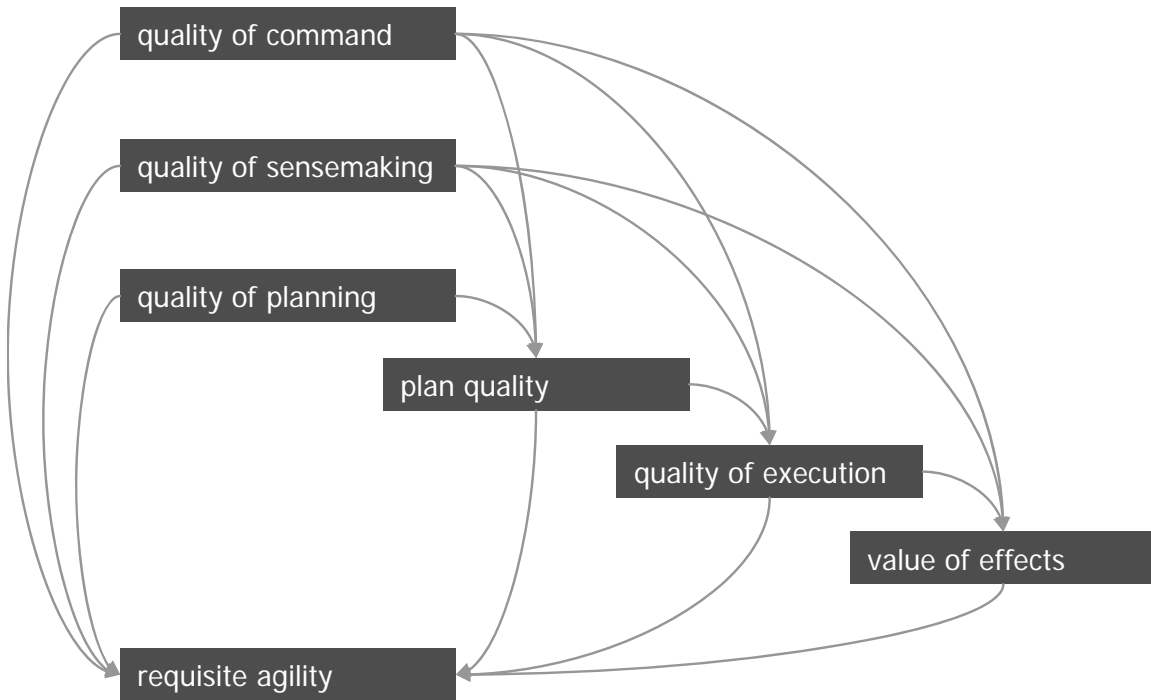 quality of command
quality of sensemaking
quality of planning
plan quality
quality of execution
value of effects
requisite agility